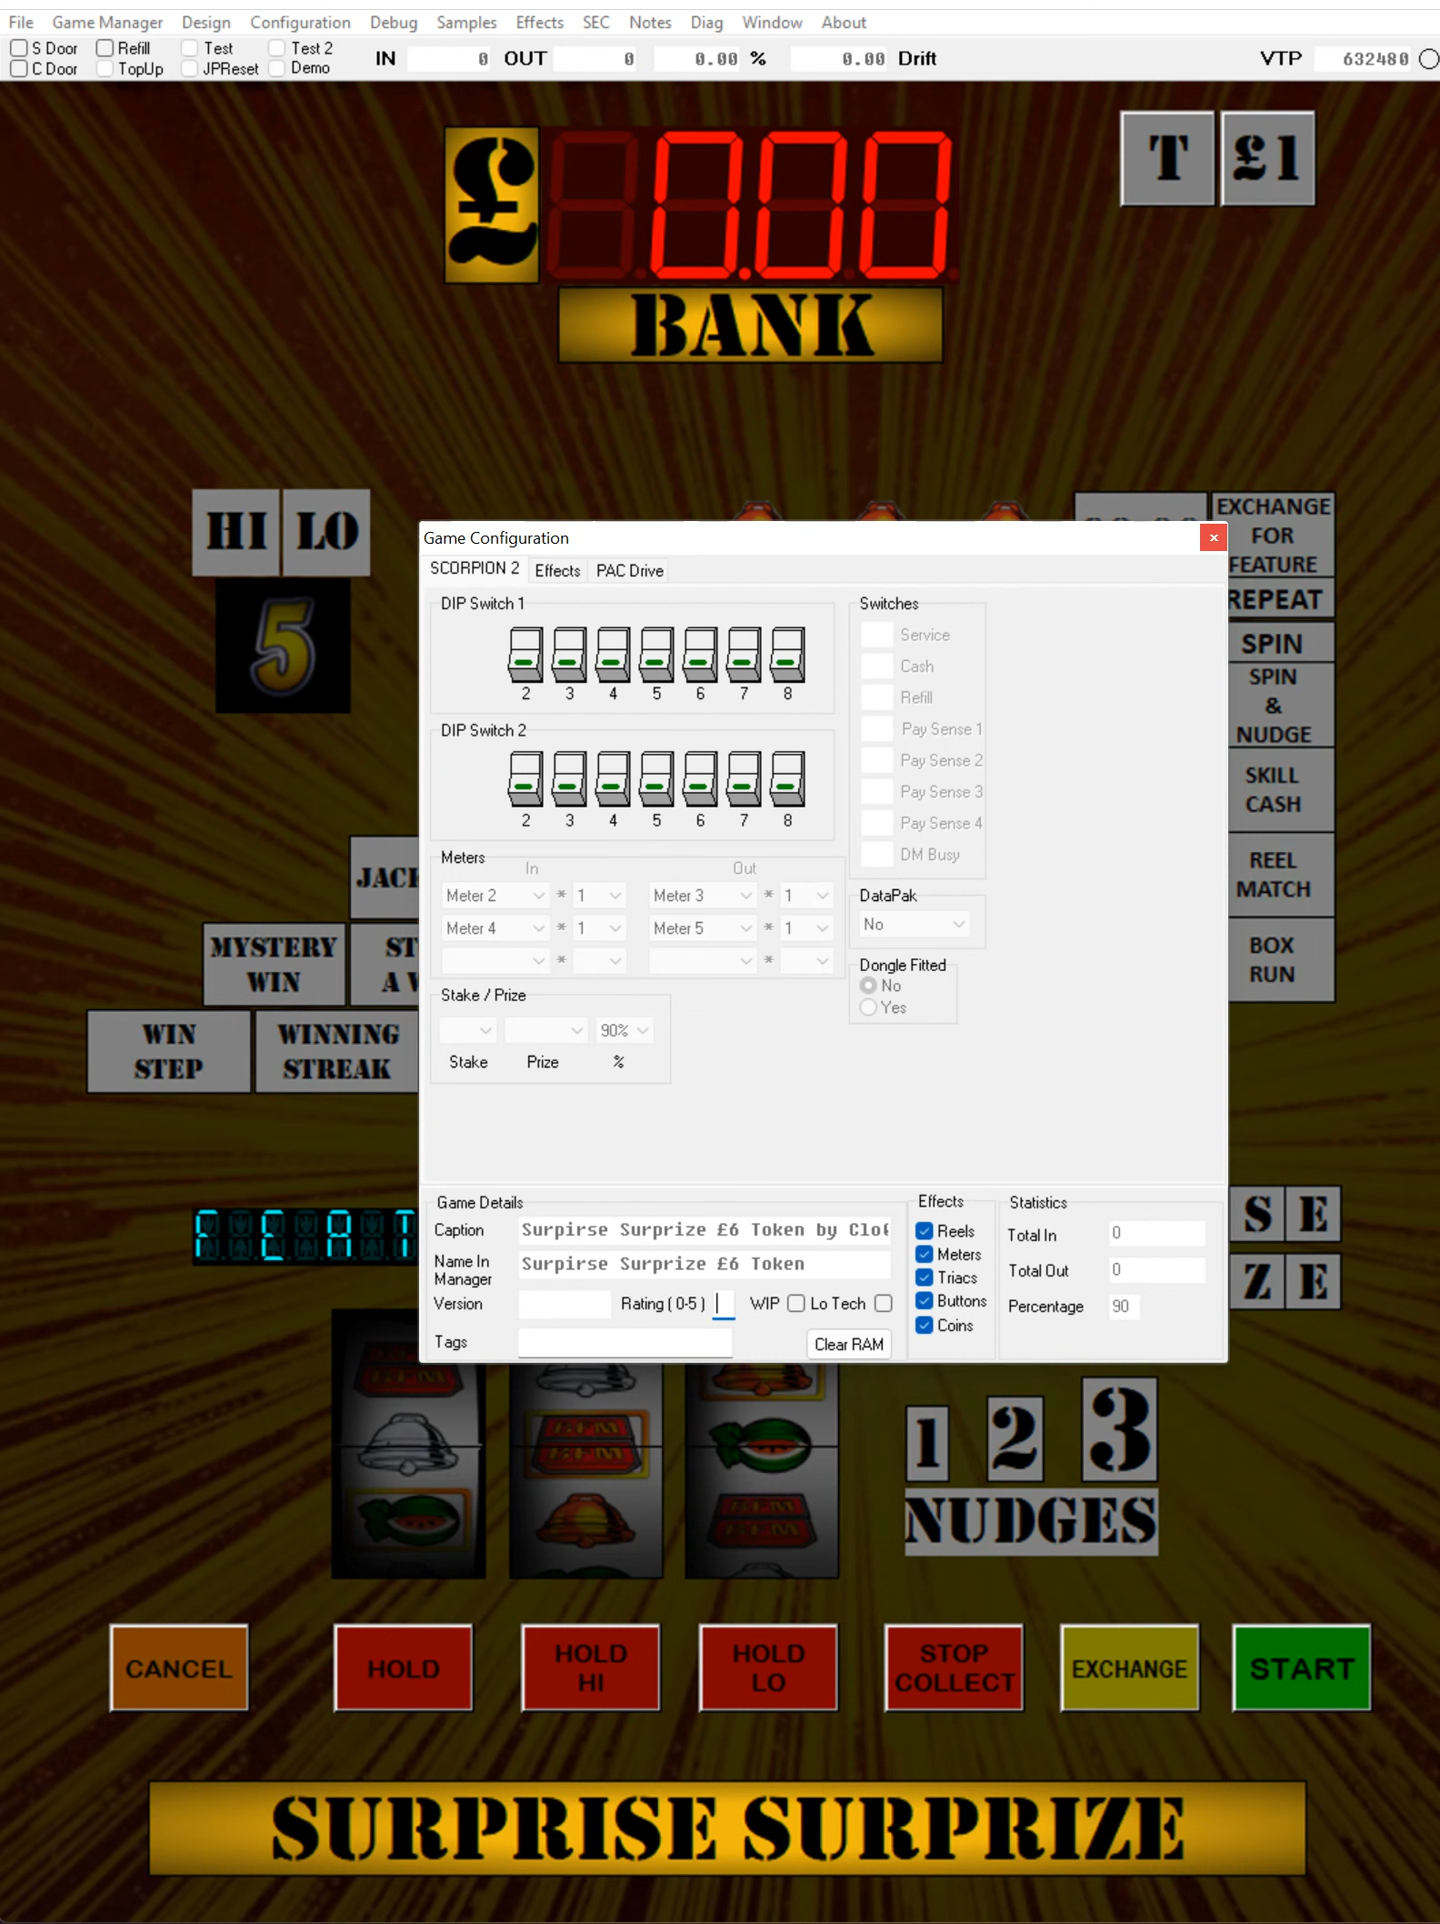 File Game Manager Design Configuration Debug Samples Effects SEC Notes Diag Window About
S Door Refill Test Test 2
C Door TopUp JPReset Demo
IN 0 OUT 0 0.00 % 0.00 Drift VTP 632480
£ 0.00
T £1
BANK
HI LO
5
EXCHANGE
FOR
FEATURE
REPEAT
SPIN
SPIN
&
NUDGE
SKILL
CASH
REEL
MATCH
BOX
RUN
MYSTERY
WIN
WIN
STEP
WINNING
STREAK
Game Configuration
SCORPION 2 Effects PAC Drive
DIP Switch 1
2 3 4 5 6 7 8
DIP Switch 2
2 3 4 5 6 7 8
Switches
Service
Cash
Refill
Pay Sense 1
Pay Sense 2
Pay Sense 3
Pay Sense 4
DM Busy
Meters
In Out
Meter 2 * 1 Meter 3 * 1
Meter 4 * 1 Meter 5 * 1
* *
DataPak
No
Dongle Fitted
No
Yes
Stake / Prize
90%
Stake Prize %
Game Details
Caption Surpirse Surprize £6 Token by Clo
Name In
Manager
Surpirse Surprize £6 Token
Version Rating ( 0-5 ) WIP Lo Tech
Tags Clear RAM
Effects
Reels
Meters
Triacs
Buttons
Coins
Statistics
Total In 0
Total Out 0
Percentage 90
F E A T
S E
Z E
BFM
BFM
BFM
BFM
BFM
1 2 3
NUDGES
CANCEL
HOLD
HOLD
HI
HOLD
LO
STOP
COLLECT
EXCHANGE
START
SURPRISE SURPRIZE